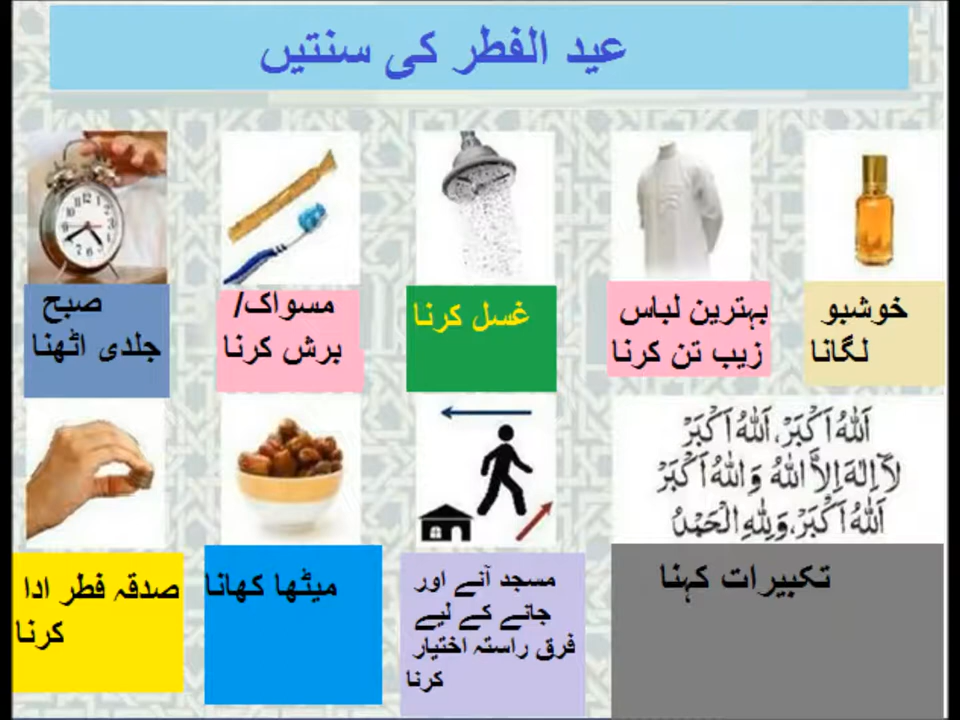 عید الفطر کی سنتیں
صبح
جلدی اٹھنا
مسواک/
برش کرنا
غسل کرنا
بہترین لباس
زیب تن کرنا
خوشبو
لگانا
صدقہ فطر ادا
کرنا
میٹھا کھانا
مسجد آنے اور
جانے کے لیے
فرق راستہ اختیار
کرنا
اَللّٰهُ اَكْبَرْ، اَللّٰهُ اَكْبَرْ
لَآ اِلٰهَ اِلَّا اللّٰهُ وَ اللّٰهُ اَكْبَرْ
اَللّٰهُ اَكْبَرْ، وَلِلّٰهِ الْحَمْدُ
تکبیرات کہنا